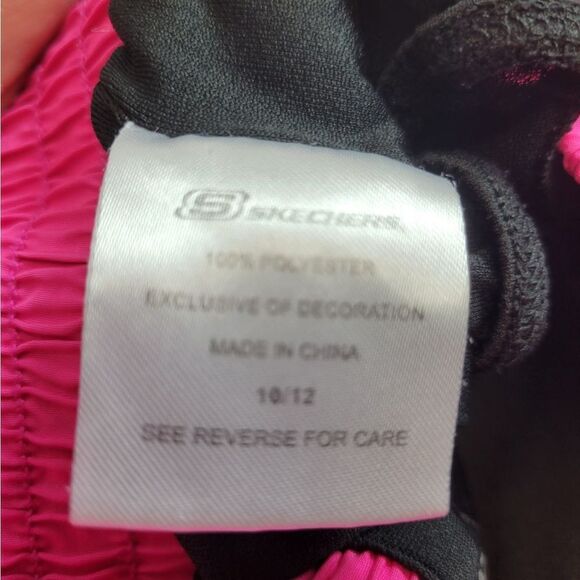 SKECHERS
100% POLYESTER
EXCLUSIVE OF DECORATION
MADE IN CHINA
10/12
SEE REVERSE FOR CARE